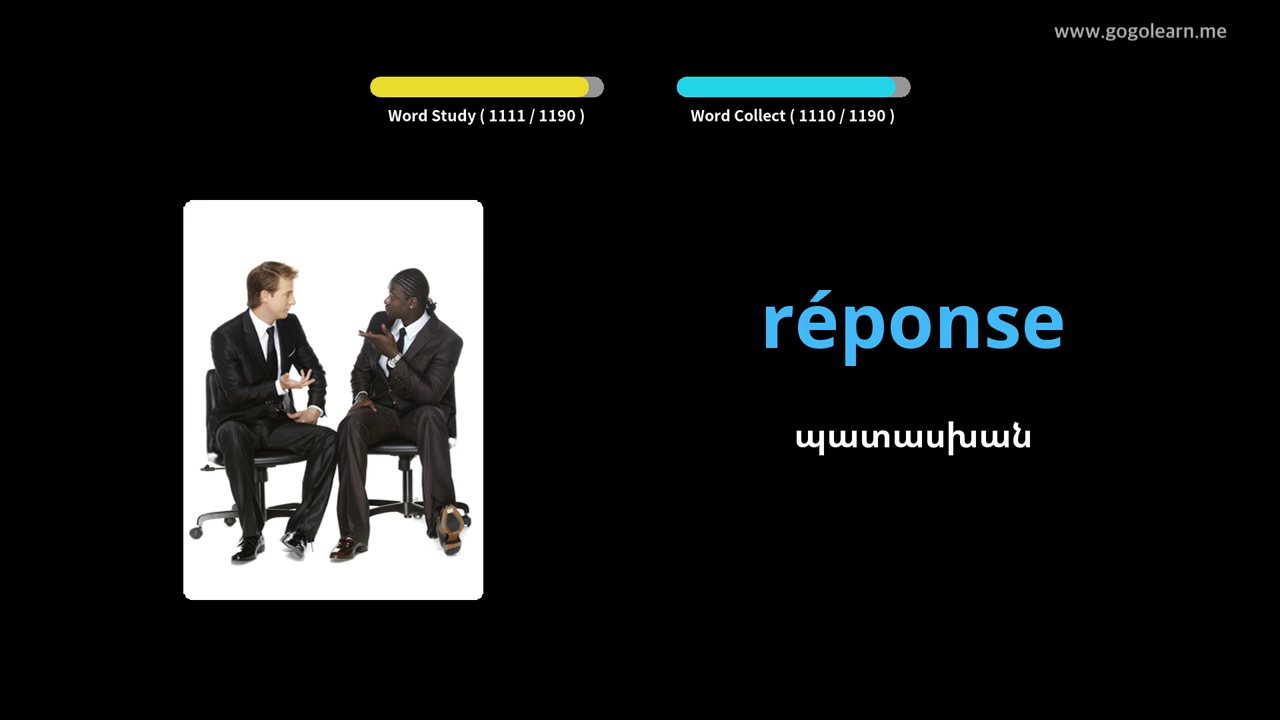 www.gogolearn.me
Word Study ( 1111 / 1190 )
Word Collect ( 1110 / 1190 )
réponse
պատասխան